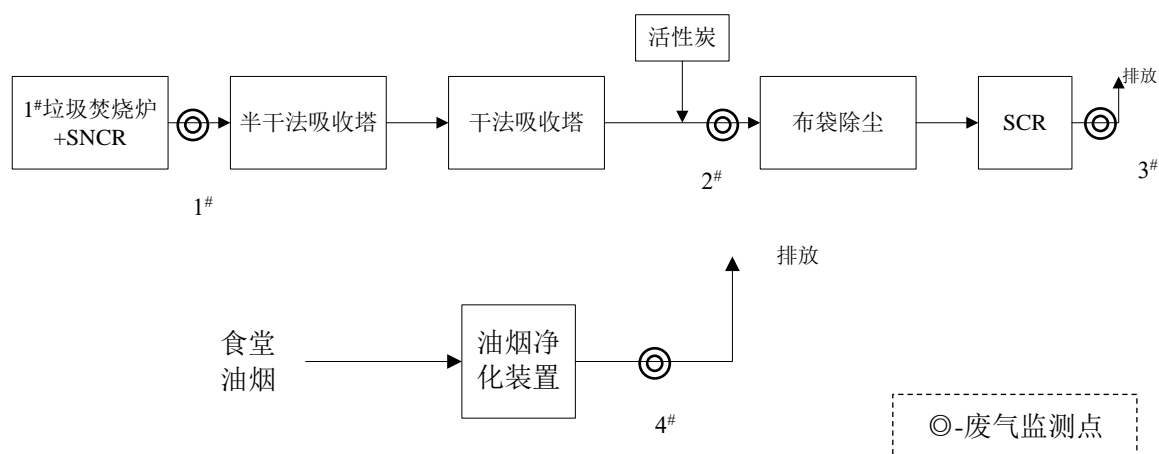 活性炭
1#垃圾焚烧炉
+SNCR
半干法吸收塔
干法吸收塔
布袋除尘
SCR
排放
1#
2#
3#
排放
食堂
油烟
油烟净
化装置
4#
◎-废气监测点